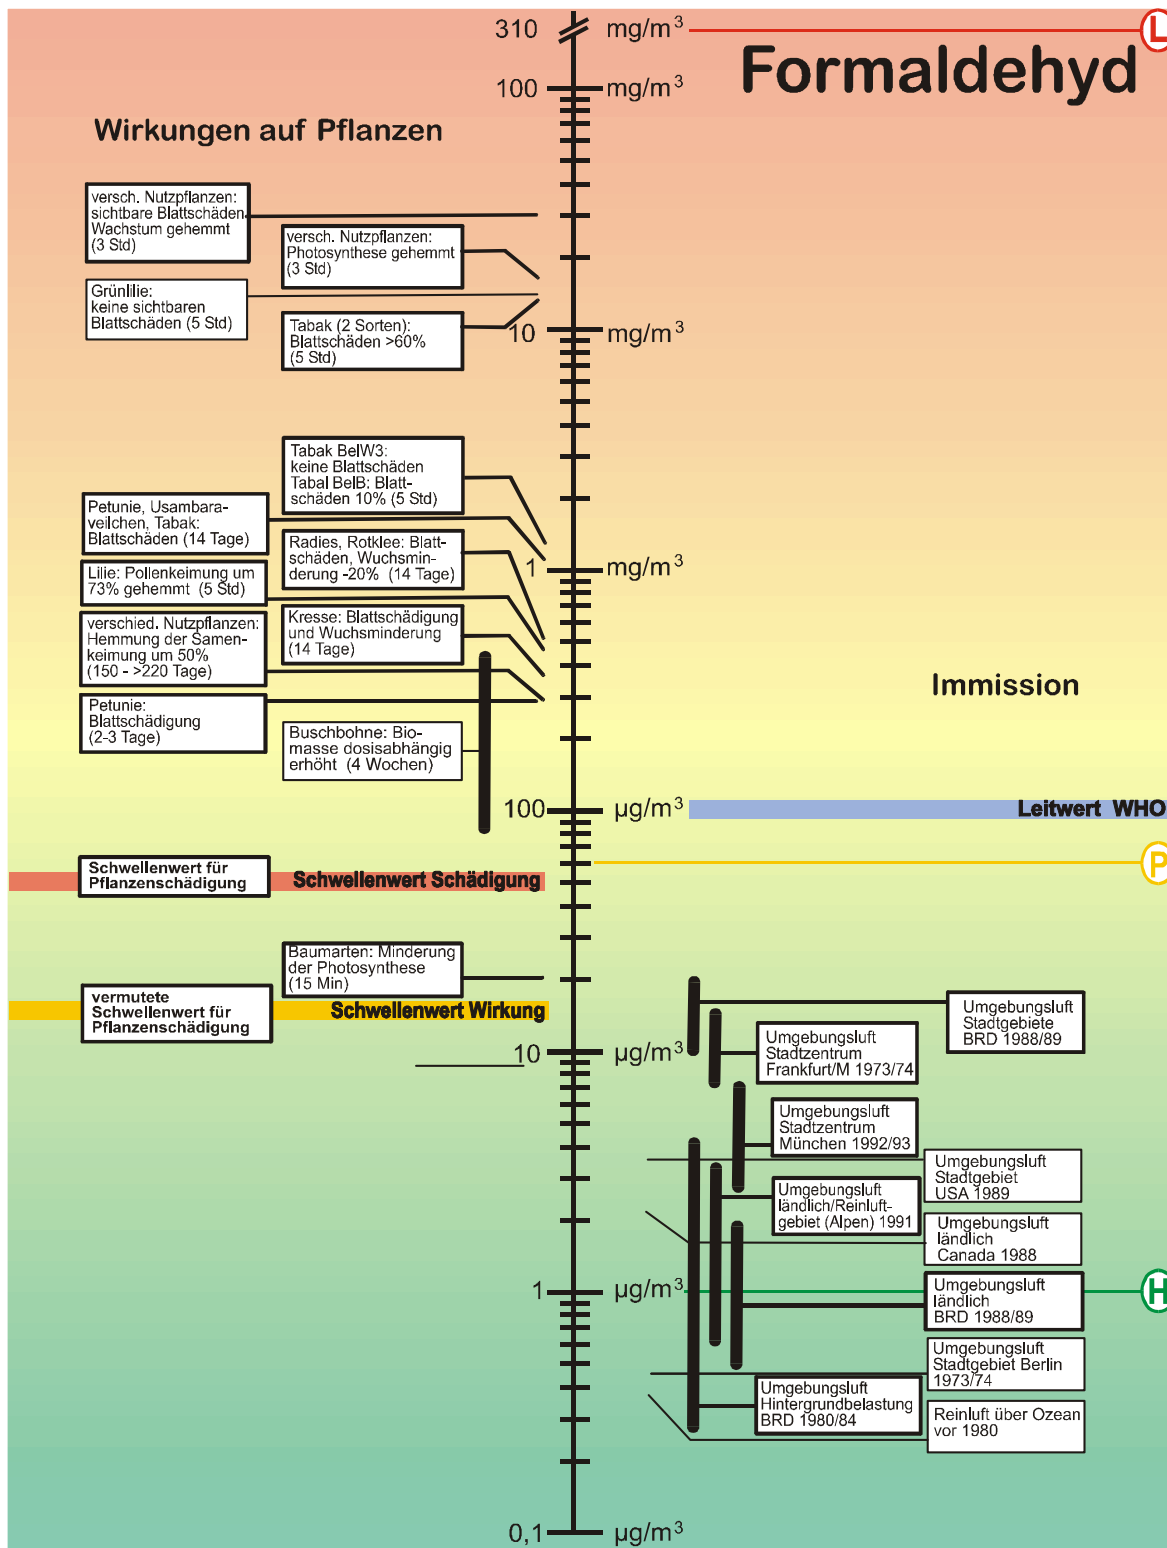 310 mg/m³
L
Formaldehyd
100 mg/m³
Wirkungen auf Pflanzen
versch. Nutzpflanzen:
sichtbare Blattschäden
Wachstum gehemmt
(3 Std)
versch. Nutzpflanzen:
Photosynthese gehemmt
(3 Std)
Grünlilie:
keine sichtbaren
Blattschäden (5 Std)
Tabak (2 Sorten):
Blattschäden >60%
(5 Std)
10 mg/m³
Tabak BelW3:
keine Blattschäden
Tabal BelB: Blatt-
schäden 10% (5 Std)
Petunie, Usambara-
veilchen, Tabak:
Blattschäden (14 Tage)
Radies, Rotklee: Blatt-
schäden, Wuchsmin-
derung -20% (14 Tage)
1 mg/m³
Lilie: Pollenkeimung um
73% gehemmt (5 Std)
Kresse: Blattschädigung
und Wuchsminderung
(14 Tage)
verschied. Nutzpflanzen:
Hemmung der Samen-
keimung um 50%
(150 - >220 Tage)
Immission
Petunie:
Blattschädigung
(2-3 Tage)
Buschbohne: Bio-
masse dosisabhängig
erhöht (4 Wochen)
100 µg/m³
Leitwert WHO
P
Schwellenwert für
Pflanzenschädigung
Schwellenwert Schädigung
Baumarten: Minderung
der Photosynthese
(15 Min)
vermutete
Schwellenwert für
Pflanzenschädigung
Schwellenwert Wirkung
10 µg/m³
Umgebungsluft
Stadtgebiete
BRD 1988/89
Umgebungsluft
Stadtzentrum
Frankfurt/M 1973/74
Umgebungsluft
Stadtzentrum
München 1992/93
Umgebungsluft
Stadtgebiet
USA 1989
Umgebungsluft
ländlich/Reinluft-
gebiet (Alpen) 1991
Umgebungsluft
ländlich
Canada 1988
1 µg/m³
H
Umgebungsluft
ländlich
BRD 1988/89
Umgebungsluft
Stadtgebiet Berlin
1973/74
Umgebungsluft
Hintergrundbelastung
BRD 1980/84
Reinluft über Ozean
vor 1980
0,1 µg/m³